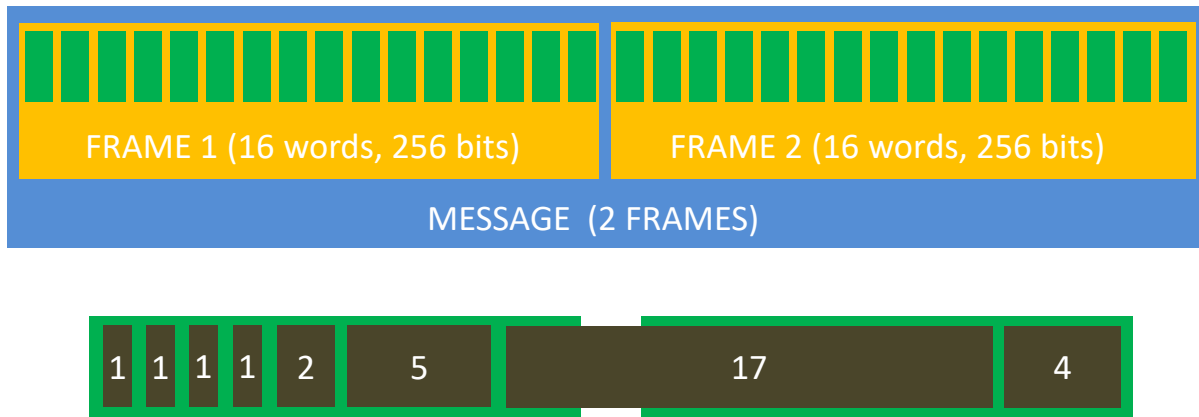 FRAME 1 (16 words, 256 bits)
FRAME 2 (16 words, 256 bits)
MESSAGE (2 FRAMES)
1 1 1 1 2 5 17 4